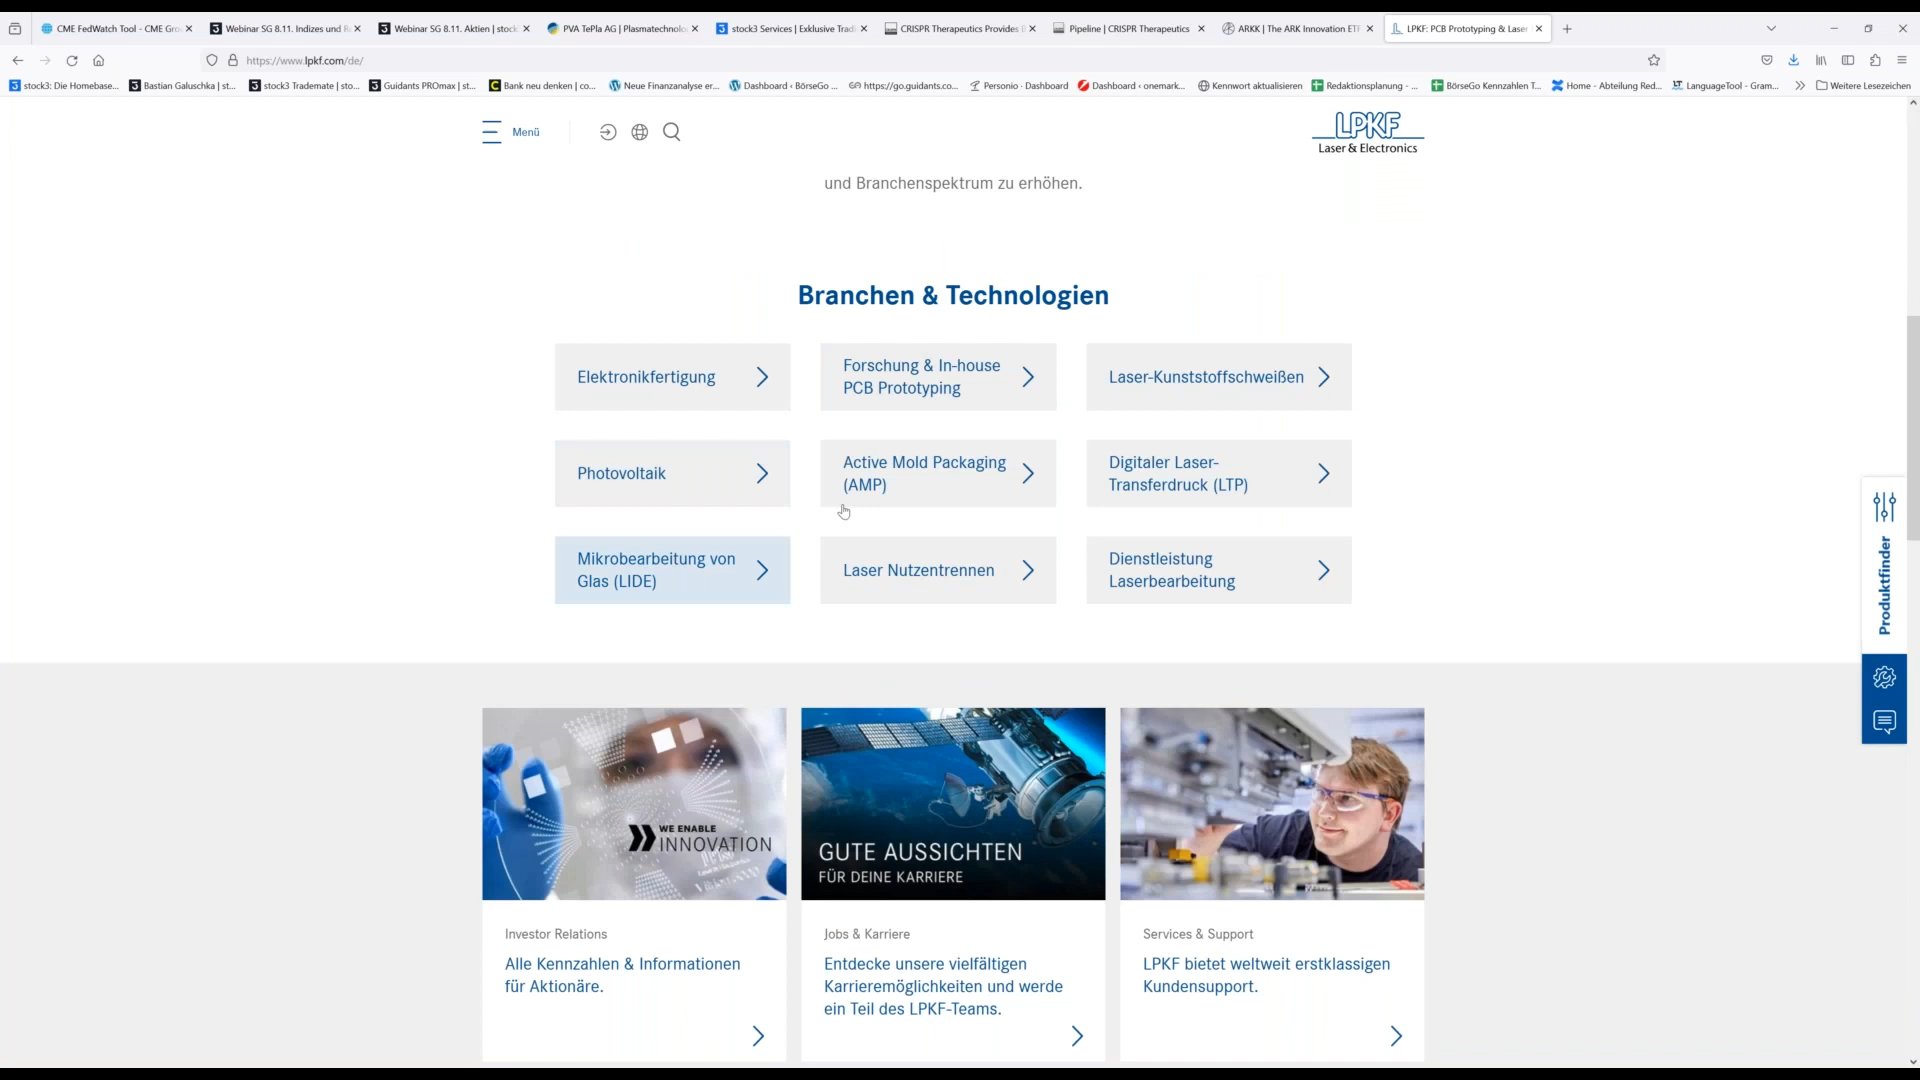 CME FedWatch Tool - CME Gro
Webinar SG 8.11. Indizes und R
Webinar SG 8.11. Aktien | stock
PVA TePla AG | Plasmatechnolo
stock3 Services | Exklusive Tradi
CRISPR Therapeutics Provides
Pipeline | CRISPR Therapeutics
ARKK | The ARK Innovation ETF
LPKF: PCB Prototyping & Laser
https://www.lpkf.com/de/
stock3: Die Homebase...
Bastian Galuschka | st...
stock3 Trademate | sto...
Guidants PROmax | st...
Bank neu denken | co...
Neue Finanzanalyse er...
Dashboard ‹ BörseGo ...
https://go.guidants.co...
Personio · Dashboard
Dashboard ‹ onemark...
Kennwort aktualisieren
Redaktionsplanung - ...
BörseGo Kennzahlen T...
Home - Abteilung Red...
LanguageTool - Gram...
Weitere Lesezeichen
Menü
LPKF
Laser & Electronics
und Branchenspektrum zu erhöhen.
Branchen & Technologien
Elektronikfertigung
Forschung & In-house
PCB Prototyping
Laser-Kunststoffschweißen
Photovoltaik
Active Mold Packaging
(AMP)
Digitaler Laser-
Transferdruck (LTP)
Mikrobearbeitung von
Glas (LIDE)
Laser Nutzentrennen
Dienstleistung
Laserbearbeitung
Produktfinder
WE ENABLE
INNOVATION
GUTE AUSSICHTEN
FÜR DEINE KARRIERE
Investor Relations
Alle Kennzahlen & Informationen
für Aktionäre.
Jobs & Karriere
Entdecke unsere vielfältigen
Karrieremöglichkeiten und werde
ein Teil des LPKF-Teams.
Services & Support
LPKF bietet weltweit erstklassigen
Kundensupport.